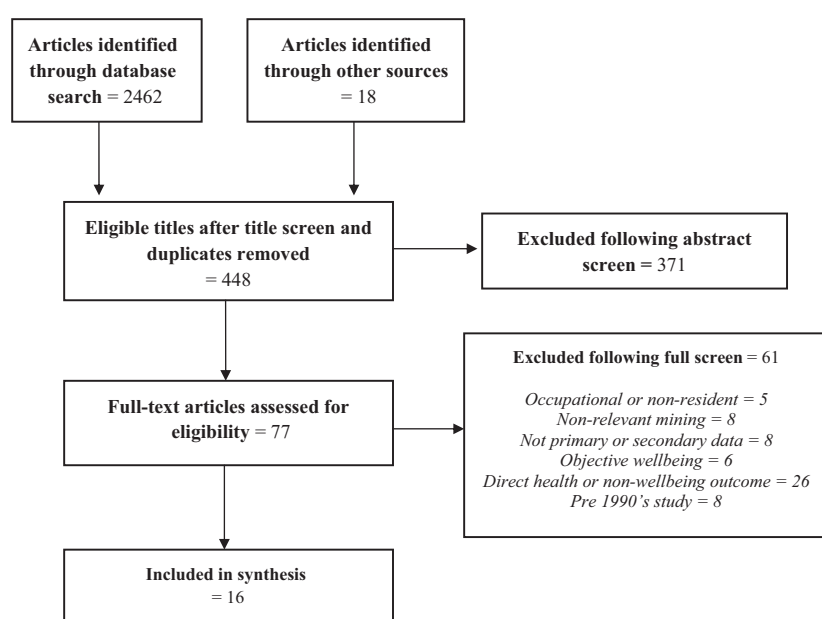 Articles identified
through database
search = 2462
Articles identified
through other sources
= 18
Eligible titles after title screen and
duplicates removed
= 448
Excluded following abstract
screen = 371
Full-text articles assessed for
eligibility = 77
Excluded following full screen = 61
Occupational or non-resident = 5
Non-relevant mining = 8
Not primary or secondary data = 8
Objective wellbeing = 6
Direct health or non-wellbeing outcome = 26
Pre 1990's study = 8
Included in synthesis
= 16